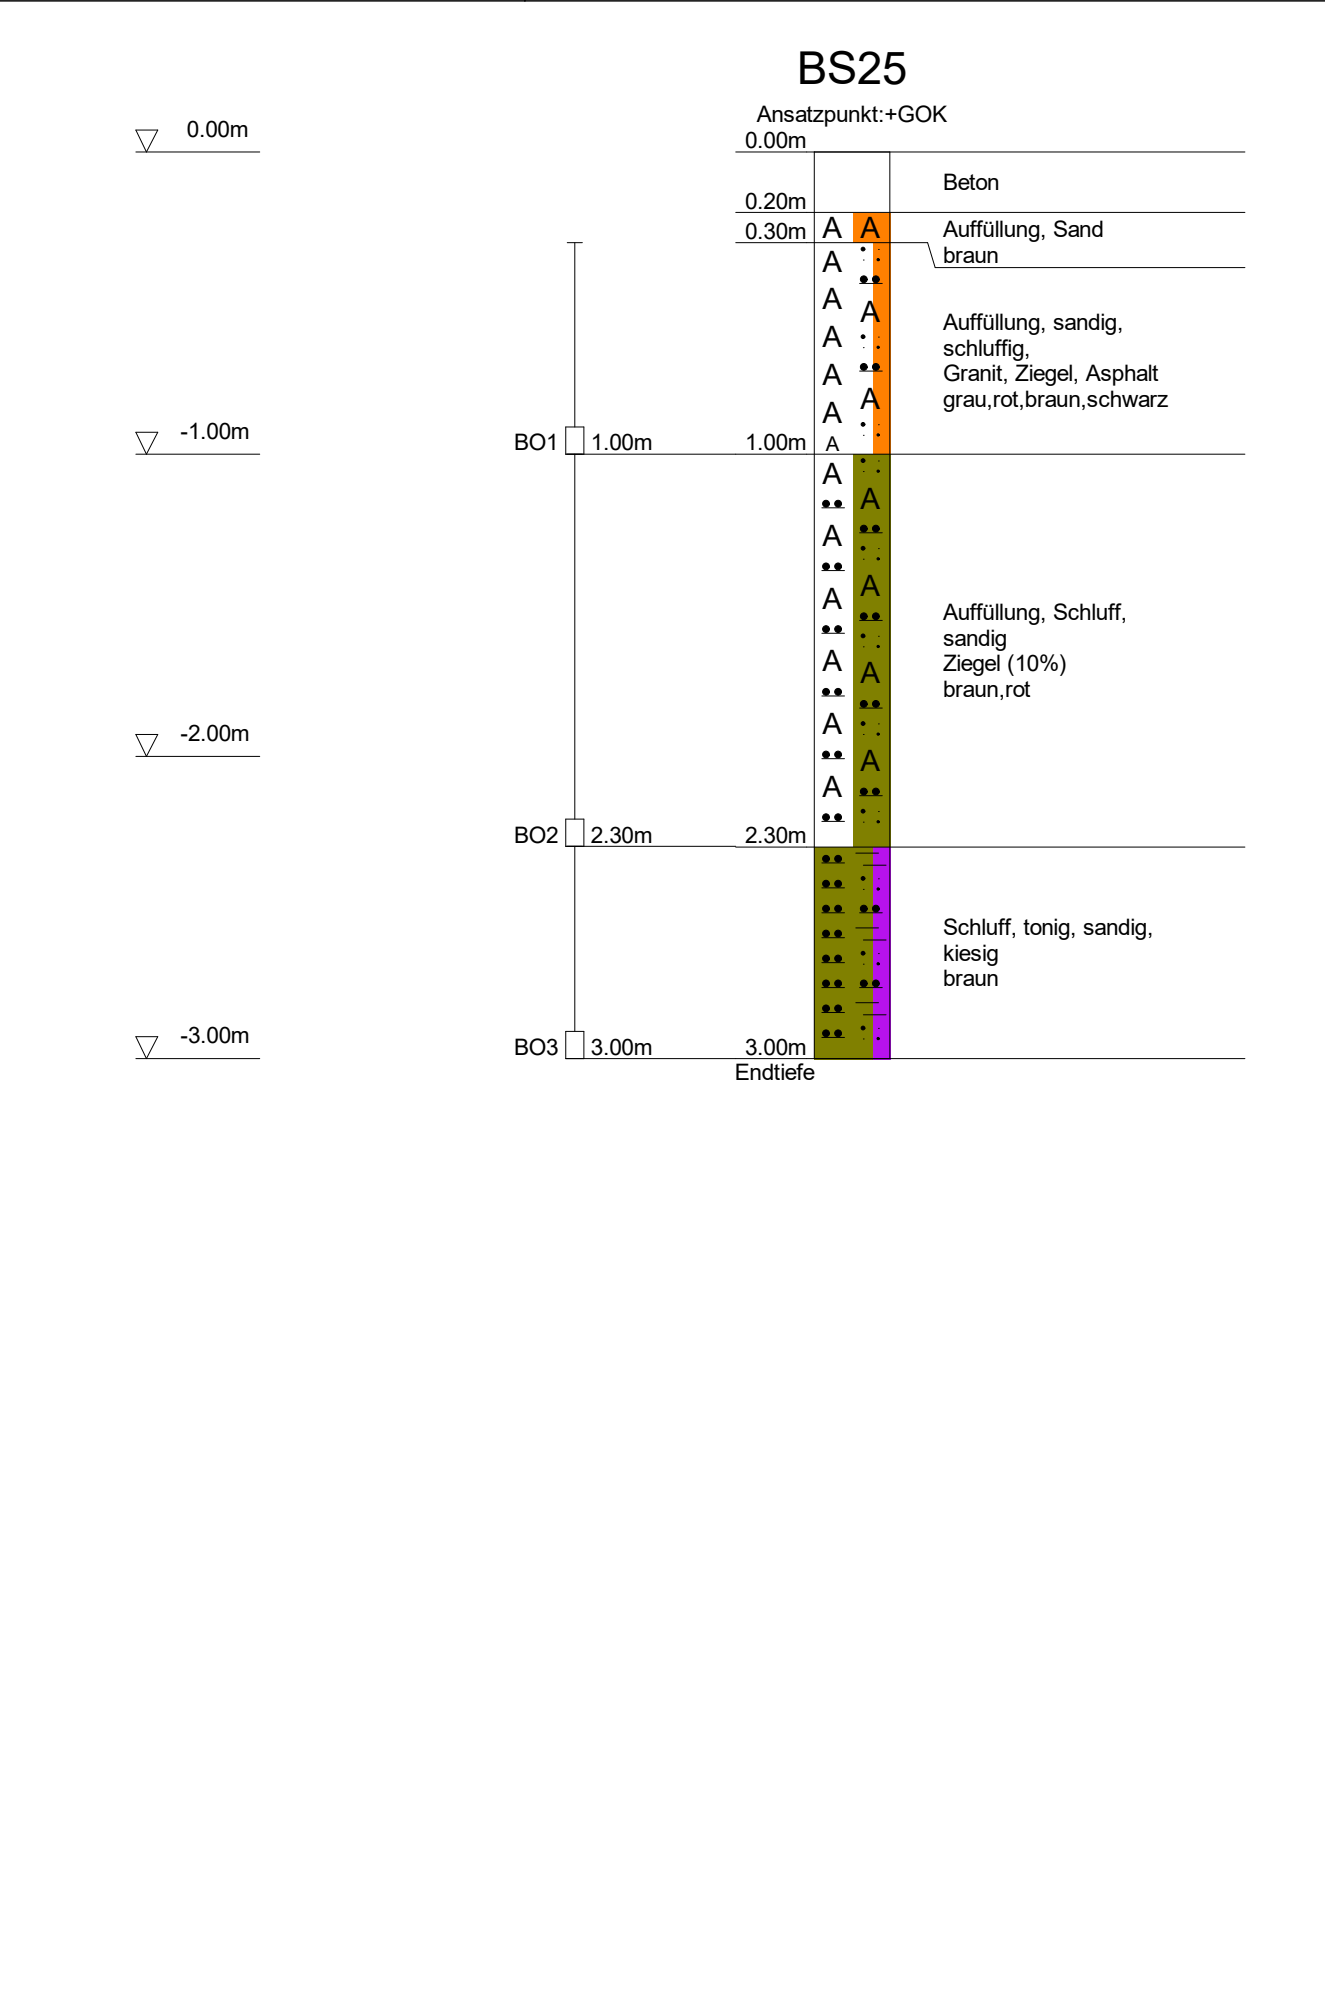 BS25
Ansatzpunkt:+GOK
0.00m
0.00m
Beton
0.20m
A A
Auffüllung, Sand
braun
0.30m
A
A
A
A
A
A
A
A
Auffüllung, sandig,
schluffig,
Granit, Ziegel, Asphalt
grau,rot,braun,schwarz
-1.00m
BO1
1.00m
1.00m
A
A
A
A
A
A
A
A
A
A
Auffüllung, Schluff,
sandig
Ziegel (10%)
braun,rot
-2.00m
BO2
2.30m
2.30m
Schluff, tonig, sandig,
kiesig
braun
-3.00m
BO3
3.00m
3.00m
Endtiefe